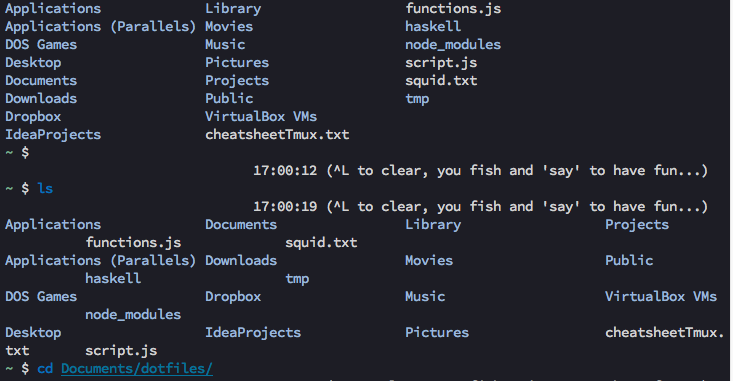 Applications Library functions.js
Applications (Parallels) Movies haskell
DOS Games Music node_modules
Desktop Pictures script.js
Documents Projects squid.txt
Downloads Public tmp
Dropbox VirtualBox VMs
IdeaProjects cheatsheetTmux.txt
~ $
17:00:12 (^L to clear, you fish and 'say' to have fun...)
~ $ ls
17:00:19 (^L to clear, you fish and 'say' to have fun...)
Applications Documents Library Projects
functions.js squid.txt
Applications (Parallels) Downloads Movies Public
haskell tmp
DOS Games Dropbox Music VirtualBox VMs
node_modules
Desktop IdeaProjects Pictures cheatsheetTmux.
txt script.js
~ $ cd Documents/dotfiles/